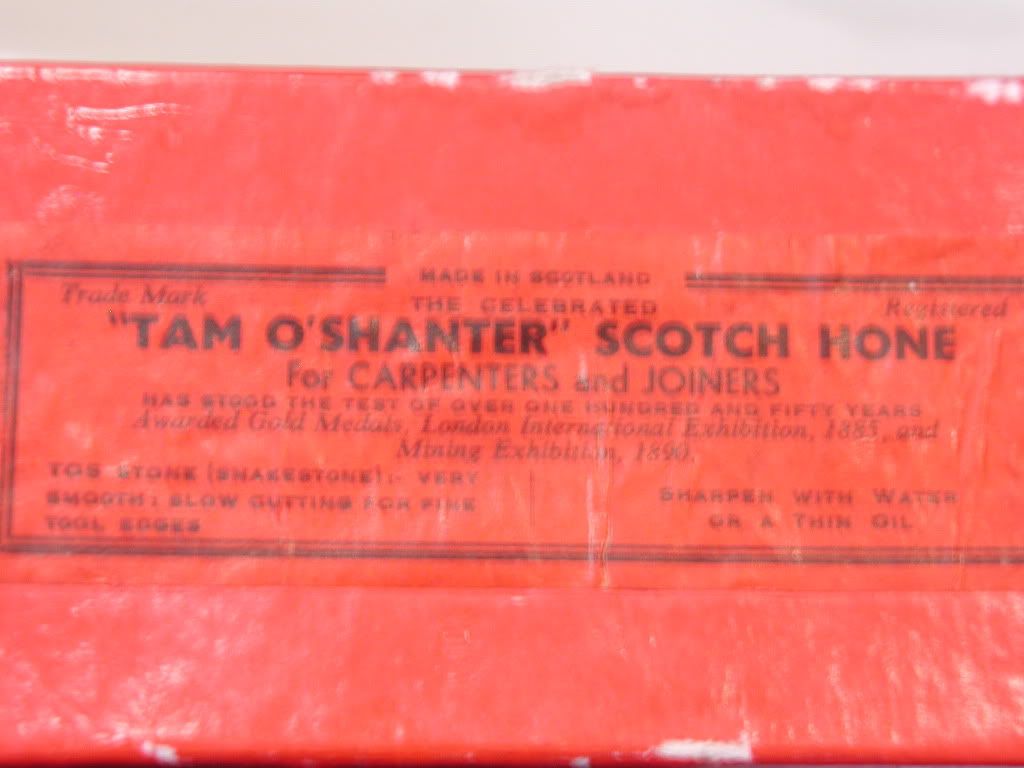 MADE IN SCOTLAND
Trade Mark THE CELEBRATED Registered
"TAM O'SHANTER" SCOTCH HONE
For CARPENTERS and JOINERS
HAS STOOD THE TEST OF OVER ONE HUNDRED AND FIFTY YEARS
Awarded Gold Medals, London International Exhibition, 1885, and
Mining Exhibition, 1890.
TOS STONE (SNAKESTONE):- VERY
SMOOTH: SLOW CUTTING FOR FINE
TOOL EDGES
SHARPEN WITH WATER
OR A THIN OIL